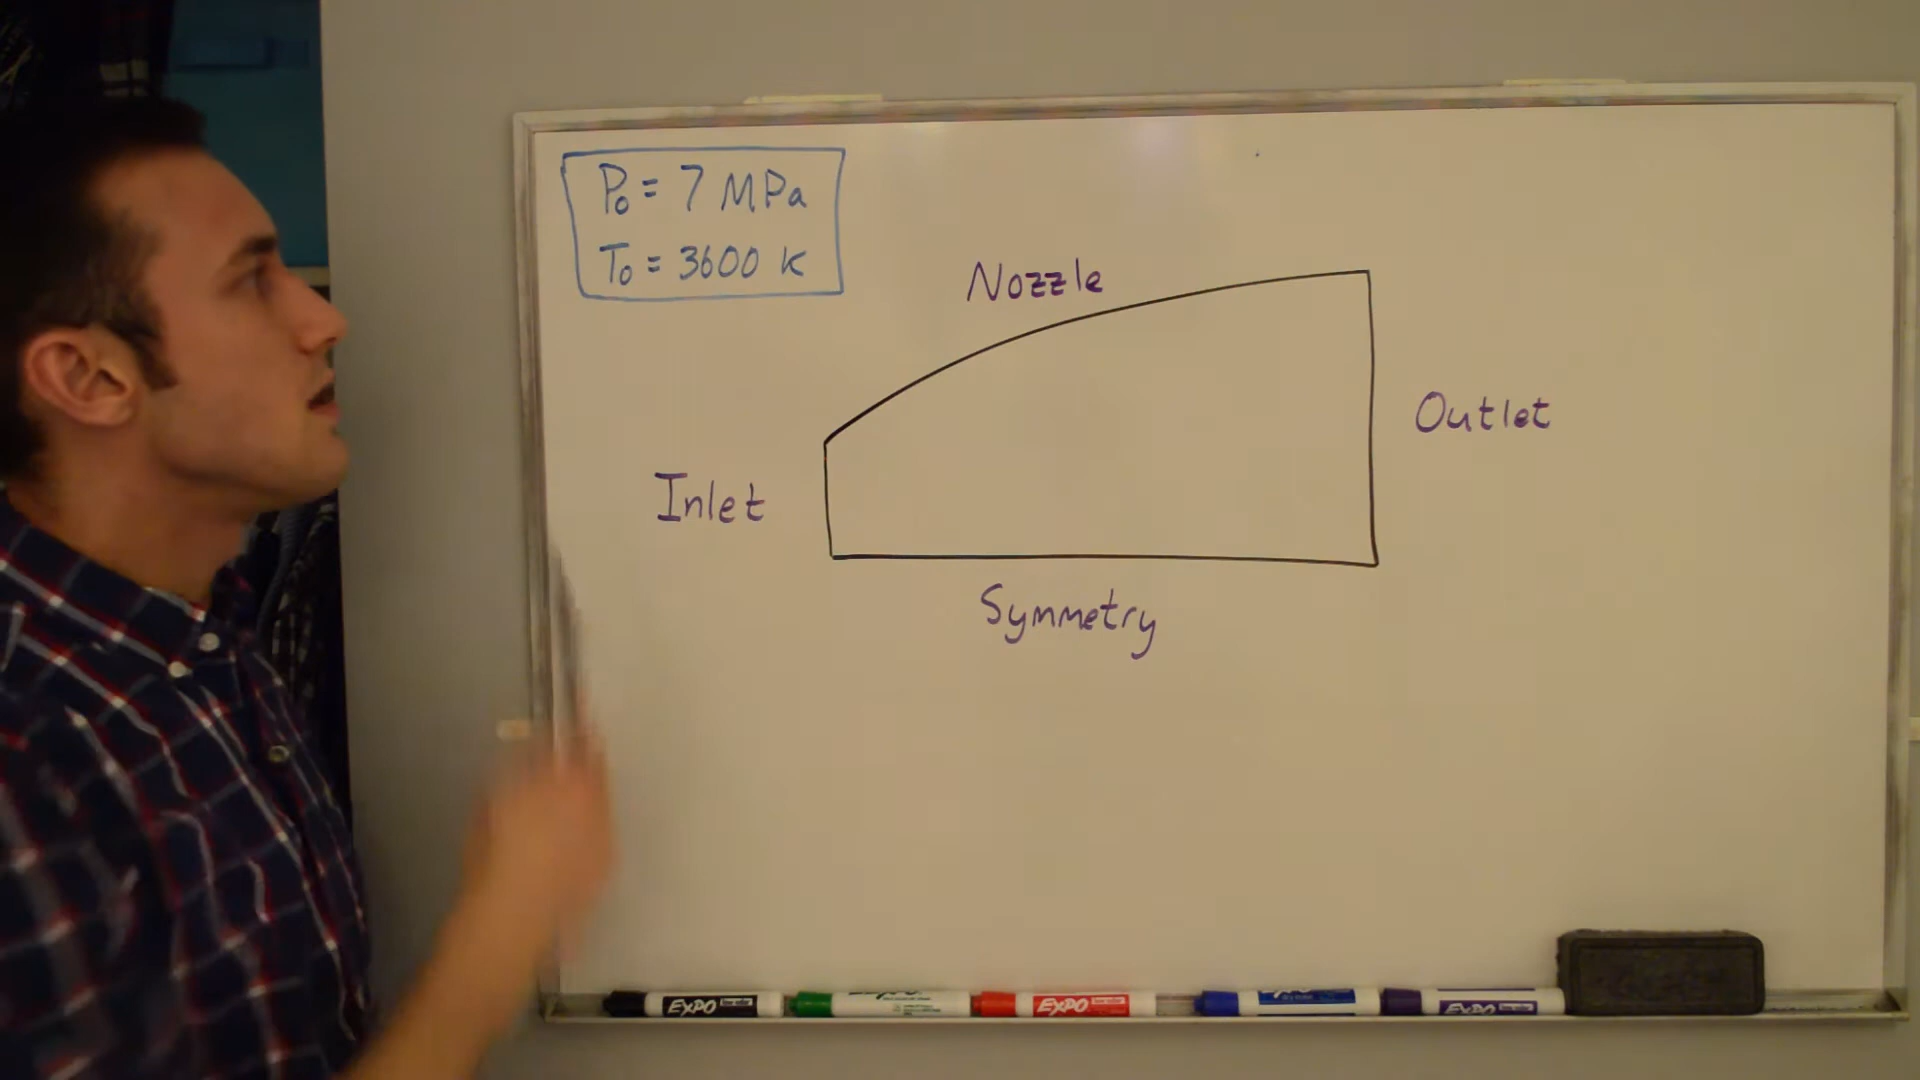 P₀ = 7 MPa
T₀ = 3600 K
Nozzle
Outlet
Inlet
Symmetry
EXPO
EXPO
EXPO